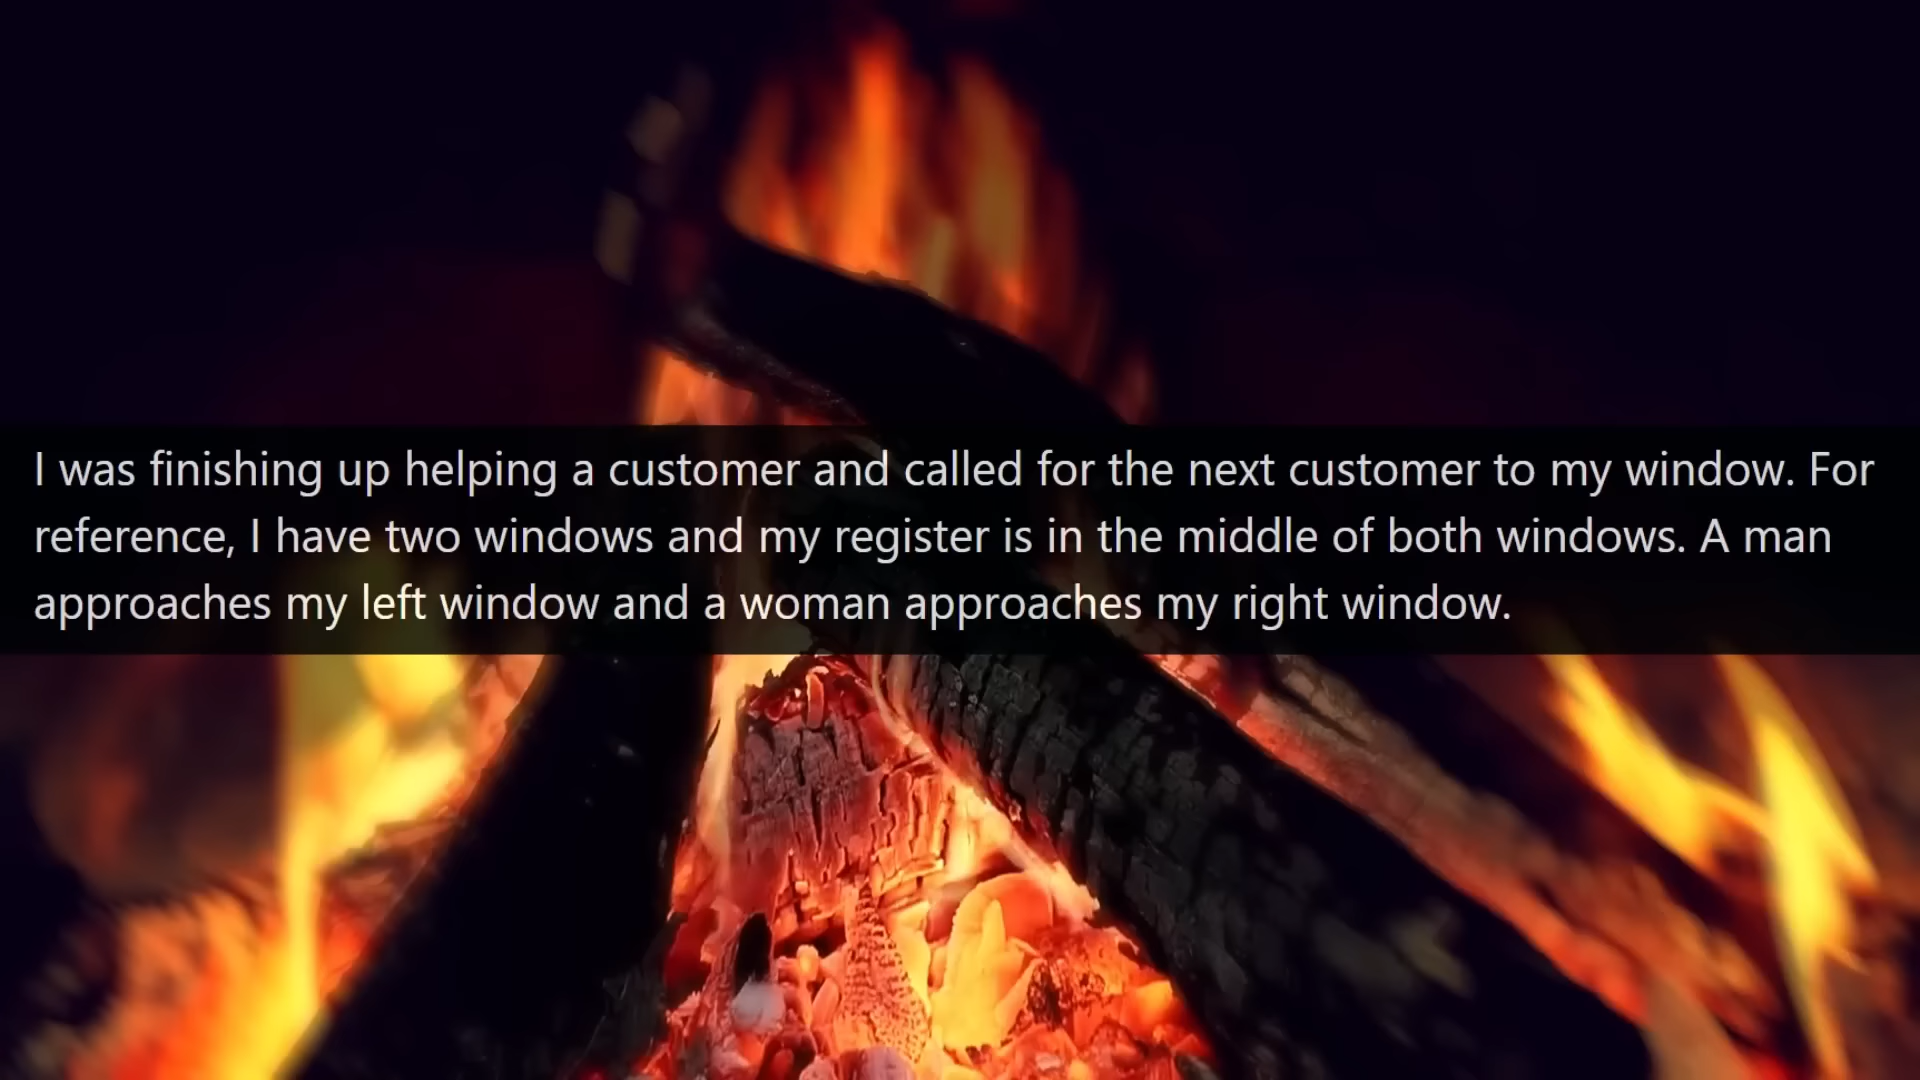 I was finishing up helping a customer and called for the next customer to my window. For
reference, I have two windows and my register is in the middle of both windows. A man
approaches my left window and a woman approaches my right window.